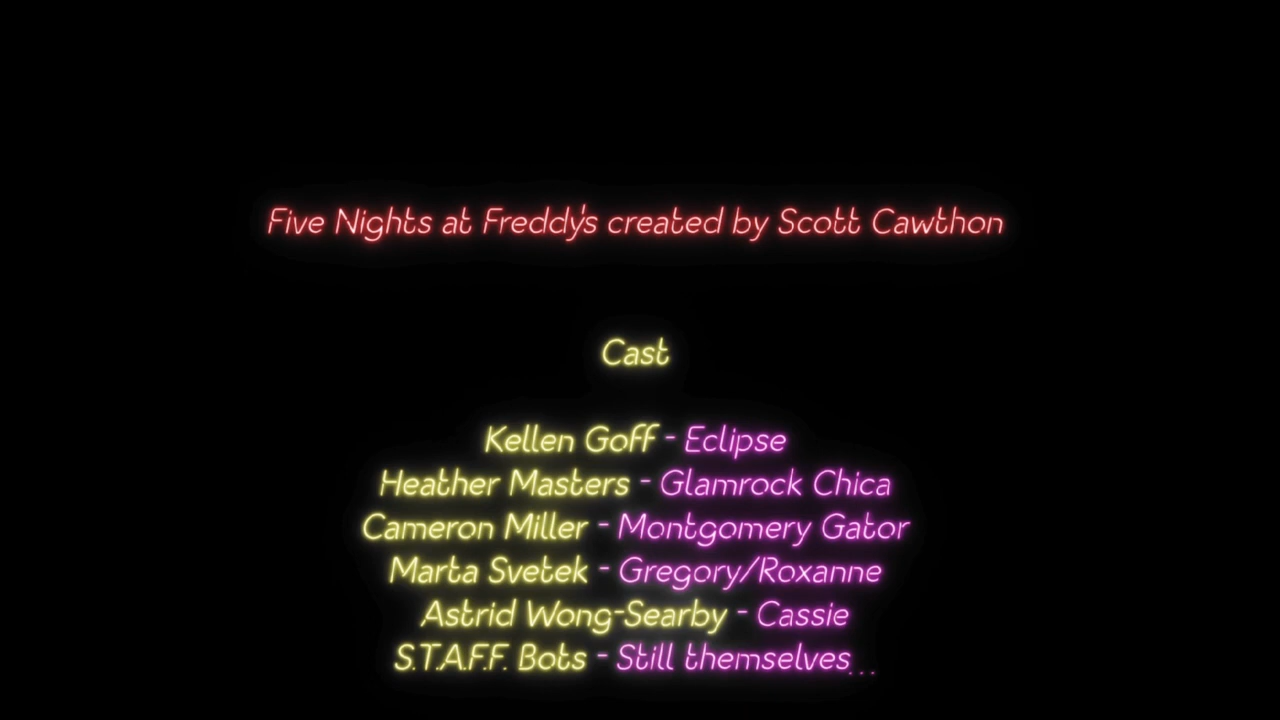 Five Nights at Freddy's created by Scott Cawthon
Cast
Kellen Goff - Eclipse
Heather Masters - Glamrock Chica
Cameron Miller - Montgomery Gator
Marta Svetek - Gregory/Roxanne
Astrid Wong-Searby - Cassie
S.T.A.F.F. Bots - Still themselves...